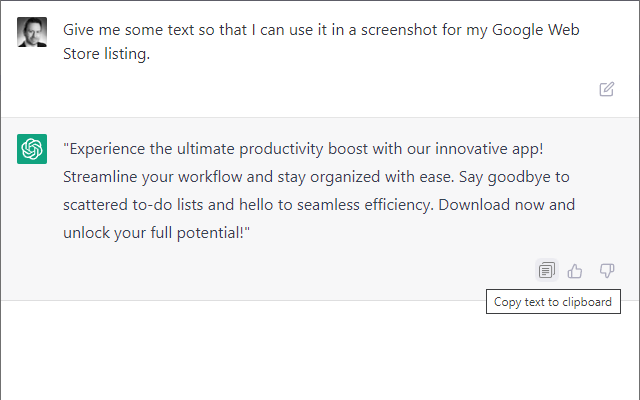 Give me some text so that I can use it in a screenshot for my Google Web
Store listing.
"Experience the ultimate productivity boost with our innovative app!
Streamline your workflow and stay organized with ease. Say goodbye to
scattered to-do lists and hello to seamless efficiency. Download now and
unlock your full potential!"
Copy text to clipboard